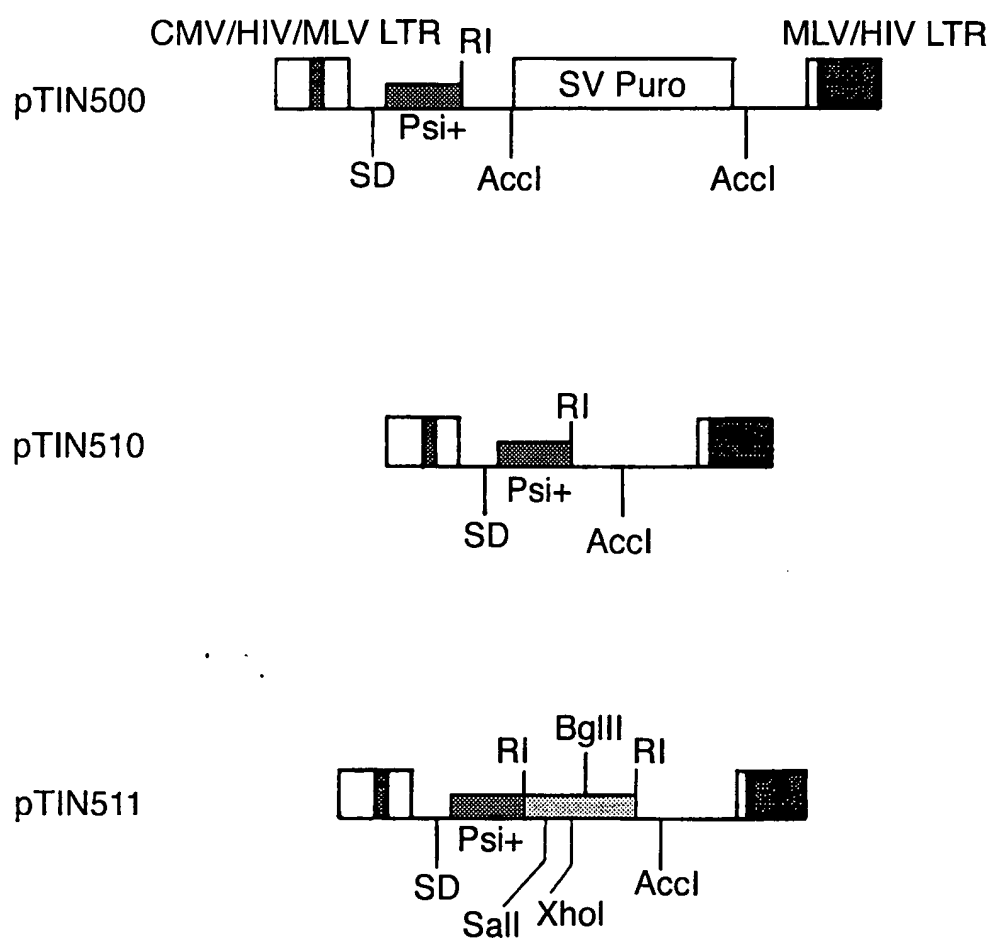 CMV/HIV/MLV LTR
RI
MLV/HIV LTR
pTIN500
SV Puro
Psi+
SD
AccI
AccI
pTIN510
RI
Psi+
SD
AccI
pTIN511
RI
BglII
RI
Psi+
SD
SalI
XhoI
AccI